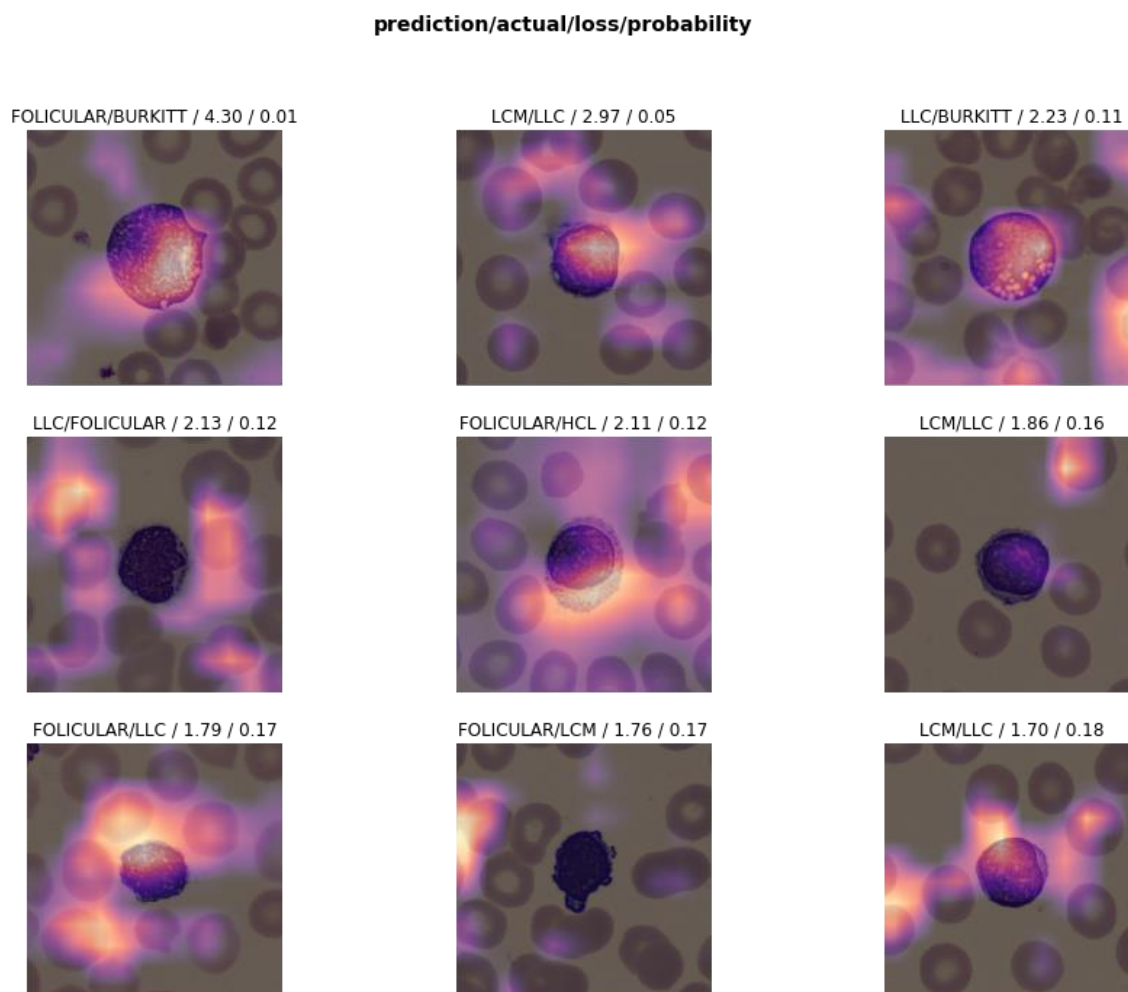 prediction/actual/loss/probability
FOLICULAR/BURKITT / 4.30 / 0.01
LCM/LLC / 2.97 / 0.05
LLC/BURKITT / 2.23 / 0.11
LLC/FOLICULAR / 2.13 / 0.12
FOLICULAR/HCL / 2.11 / 0.12
LCM/LLC / 1.86 / 0.16
FOLICULAR/LLC / 1.79 / 0.17
FOLICULAR/LCM / 1.76 / 0.17
LCM/LLC / 1.70 / 0.18